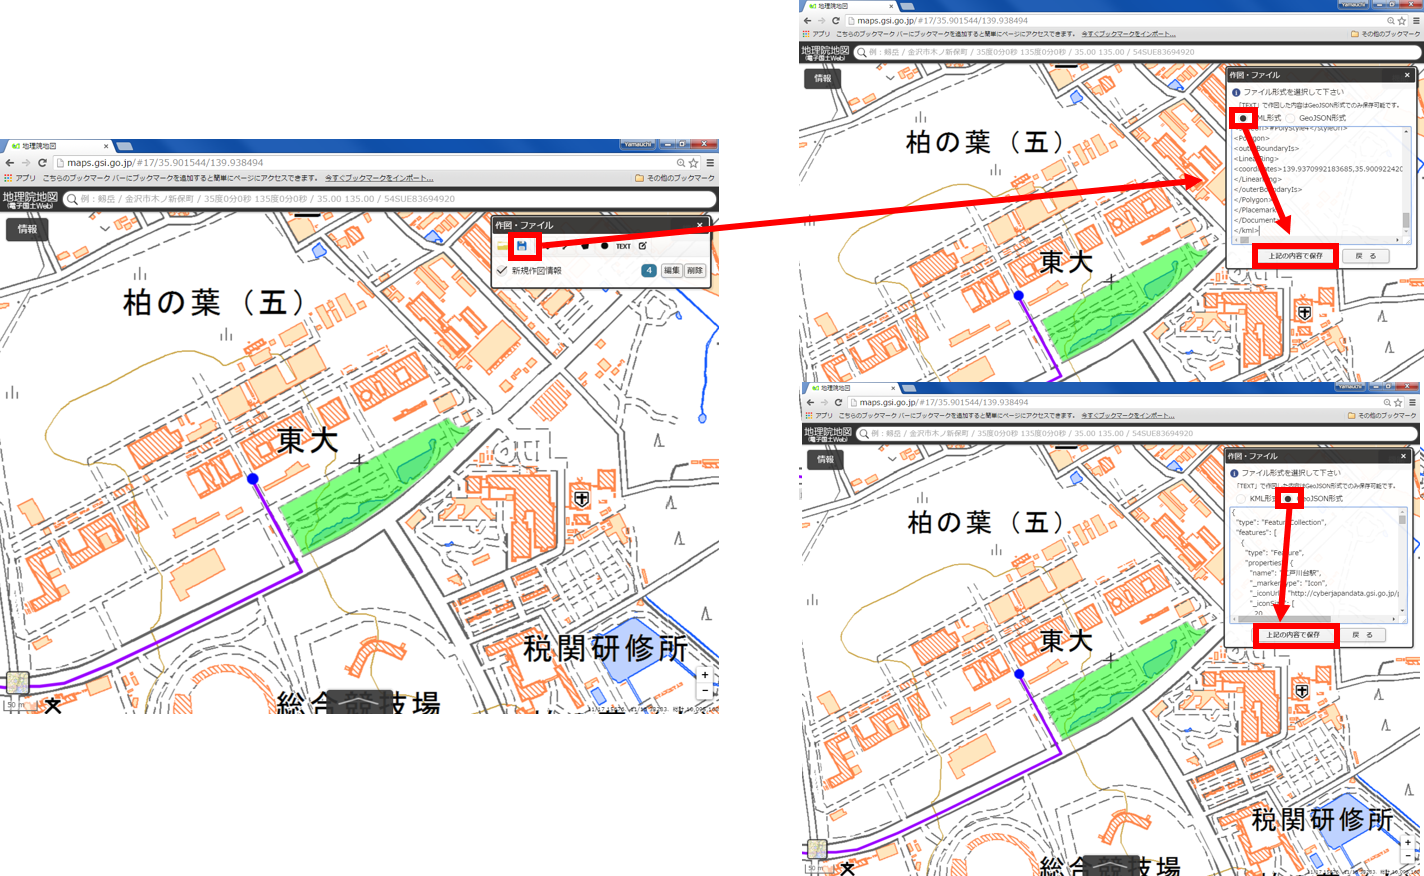 地理院地図
Yamauchi
maps.gsi.go.jp/#17/35.901544/139.938494
アプリ こちらのブックマーク バーにブックマークを追加すると簡単にページにアクセスできます。 今すぐブックマークをインポート... その他のブックマーク
地理院地図
(電子国土Web)
例：剱岳 / 金沢市木ノ新保町 / 35度0分0秒 135度0分0秒 / 35.00 135.00 / 54SUE83694920
情報
作図・ファイル
TEXT
新規作図情報 4 編集 削除
柏の葉（五）
東大
税関研修所
総合競技場
50 m
地理院地図
Yamauchi
maps.gsi.go.jp/#17/35.901544/139.938494
アプリ こちらのブックマーク バーにブックマークを追加すると簡単にページにアクセスできます。 今すぐブックマークをインポート... その他のブックマーク
地理院地図
(電子国土Web)
例：剱岳 / 金沢市木ノ新保町 / 35度0分0秒 135度0分0秒 / 35.00 135.00 / 54SUE83694920
情報
作図・ファイル
ファイル形式を選択して下さい
「TEXT」で作図した内容はGeoJSON形式でのみ保存可能です。
KML形式 GeoJSON形式
<Polygon>
<outerBoundaryIs>
<LinearRing>
<coordinates>139.9370992183685,35.900922420
</LinearRing>
</outerBoundaryIs>
</Polygon>
</Placemark>
</Document>
</kml>
上記の内容で保存 戻 る
柏の葉（五）
東大
地理院地図
Yamauchi
maps.gsi.go.jp/#17/35.901544/139.938494
アプリ こちらのブックマーク バーにブックマークを追加すると簡単にページにアクセスできます。 今すぐブックマークをインポート... その他のブックマーク
地理院地図
(電子国土Web)
例：剱岳 / 金沢市木ノ新保町 / 35度0分0秒 135度0分0秒 / 35.00 135.00 / 54SUE83694920
情報
作図・ファイル
ファイル形式を選択して下さい
「TEXT」で作図した内容はGeoJSON形式でのみ保存可能です。
KML形式 GeoJSON形式
{
"type": "FeatureCollection",
"features": [
{
"type": "Feature",
"properties": {
"name": "江戸川台駅",
"_markerType": "Icon",
"_iconUrl": "http://cyberjapandata.gsi.go.jp/p
"_iconSize": [
20,
上記の内容で保存 戻 る
柏の葉（五）
東大
税関研修所
総合競技場
50 m